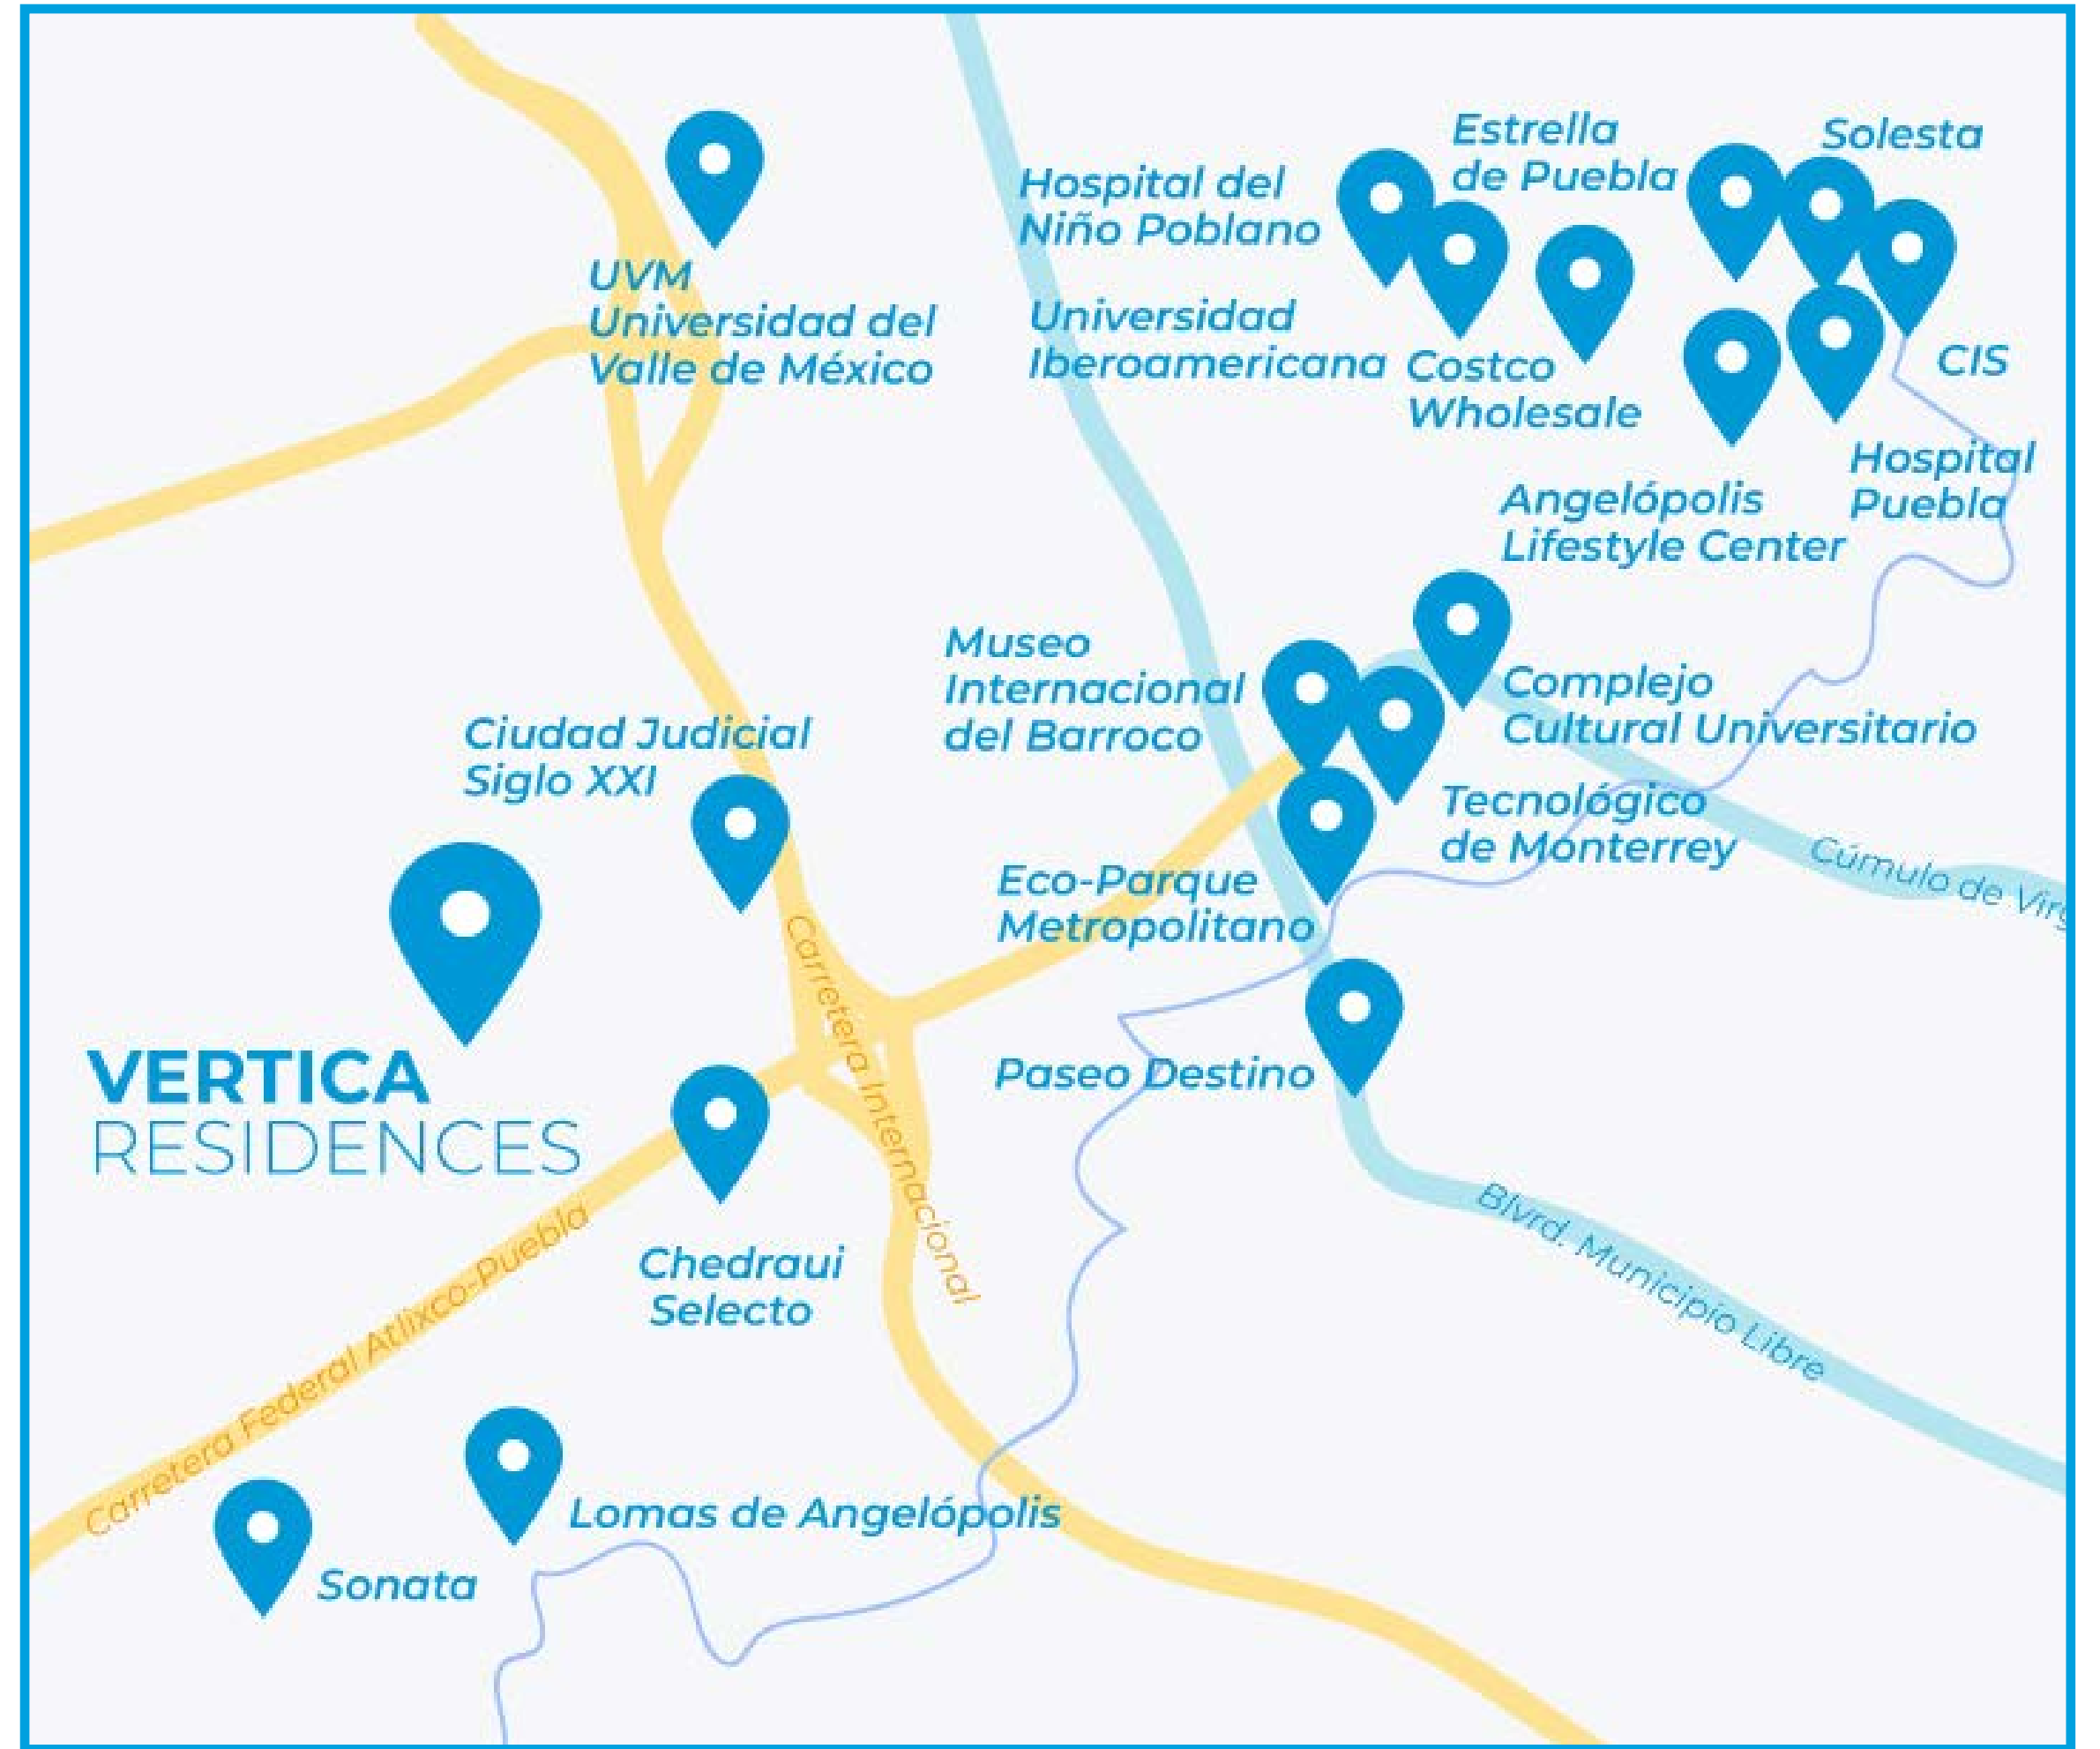 Estrella
de Puebla
Solesta
Hospital del
Niño Poblano
UVM
Universidad del
Valle de México
Universidad
Iberoamericana
Costco
Wholesale
CIS
Hospital
Puebla
Angelópolis
Lifestyle Center
Museo
Internacional
del Barroco
Complejo
Cultural Universitario
Ciudad Judicial
Siglo XXI
Tecnológico
de Monterrey
Cúmulo de Virg
Eco-Parque
Metropolitano
Carretera Internacional
VERTICA
RESIDENCES
Paseo Destino
Blvrd. Municipio Libre
Chedraui
Selecto
Carretera Federal Atlixco-Puebla
Lomas de Angelópolis
Sonata